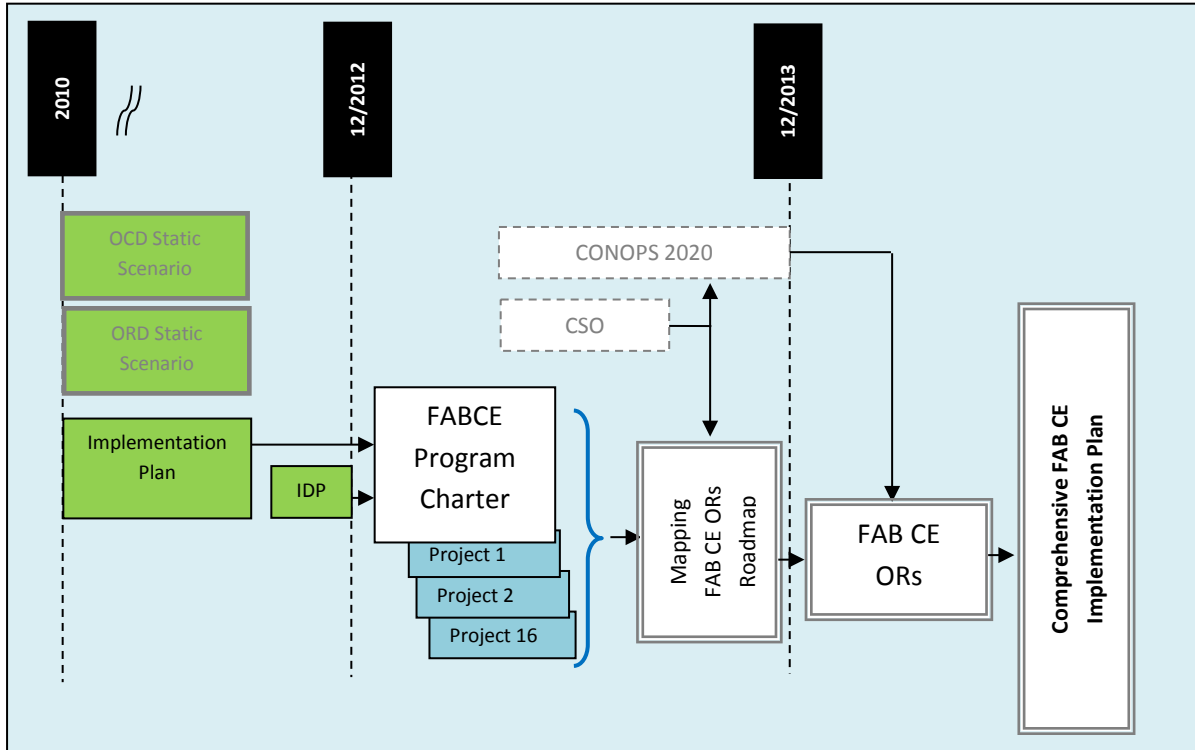 2010
12/2012
12/2013
OCD Static
Scenario
ORD Static
Scenario
Implementation
Plan
IDP
FABCE
Program
Charter
Project 1
Project 2
Project 16
CONOPS 2020
CSO
Mapping
FAB CE ORs
Roadmap
FAB CE
ORs
Comprehensive FAB CE
Implementation Plan